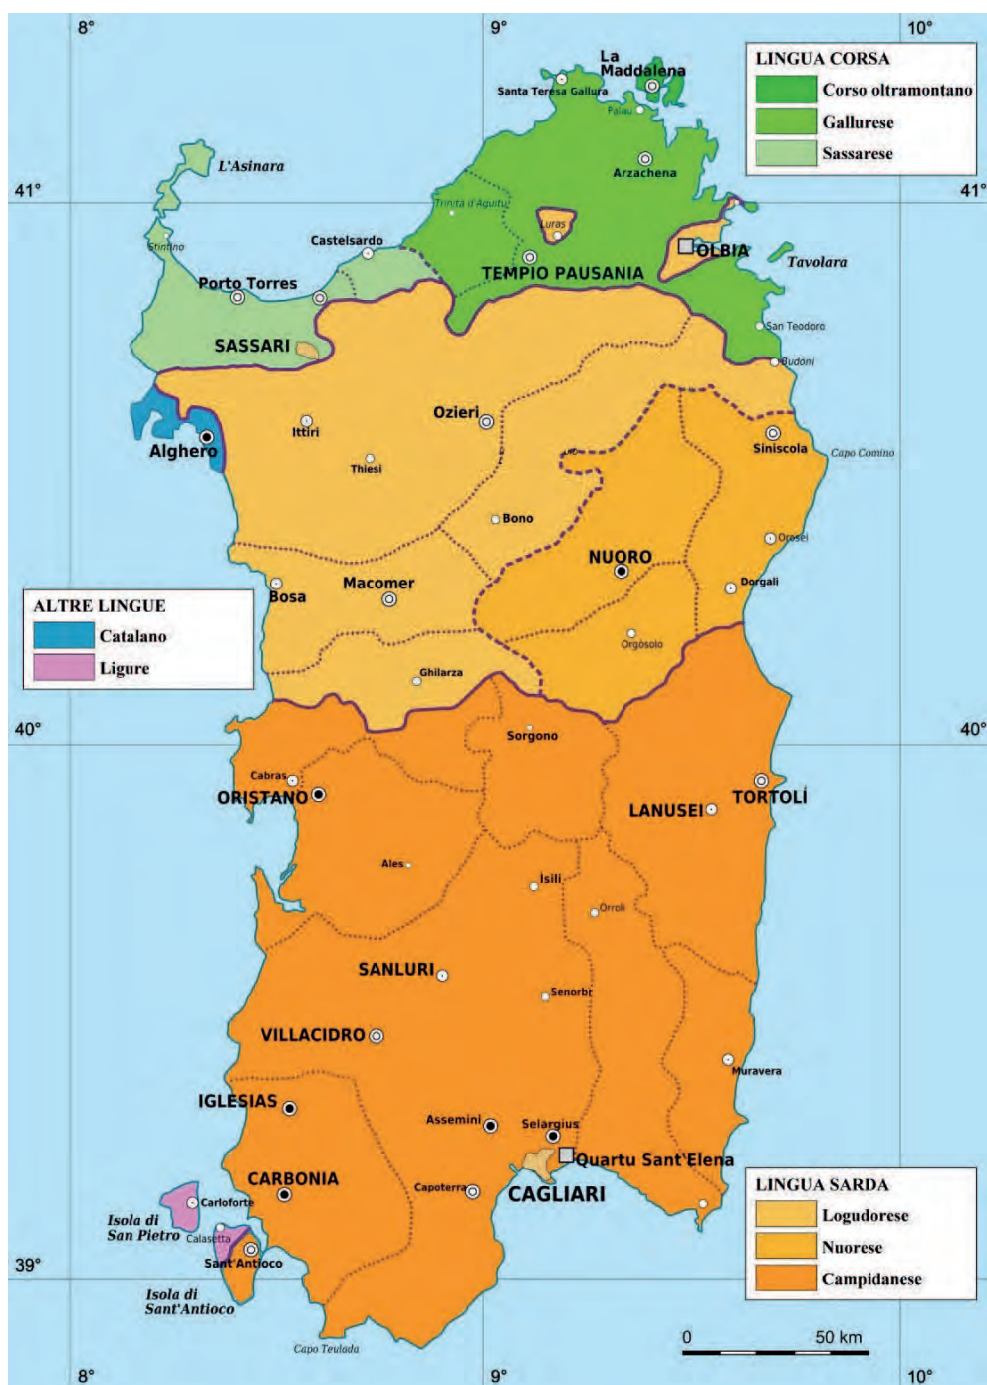 8°
9°
10°
La
Maddalena
Santa Teresa Gallura
Palau
LINGUA CORSA
Corso oltramontano
Gallurese
Sassarese
L'Asinara
Arzachena
41°
41°
Trinità d'Agultu
Luras
Stintino
Castelsardo
OLBIA
Tavolara
TEMPIO PAUSANIA
Porto Torres
San Teodoro
SASSARI
Budoni
Ozieri
Ittiri
Alghero
Siniscola
Capo Comino
Thiesi
Bono
Orosei
NUORO
Macomer
Bosa
Dorgali
ALTRE LINGUE
Catalano
Ligure
Orgosolo
Ghilarza
40°
40°
Sorgono
Cabras
ORISTANO
TORTOLÍ
LANUSEI
Ales
Isili
Orroli
SANLURI
Senorbì
VILLACIDRO
Muravera
IGLESIAS
Assemini
Selargius
Quartu Sant'Elena
CARBONIA
Capoterra
CAGLIARI
LINGUA SARDA
Logudorese
Nuorese
Campidanese
Carloforte
Isola di
San Pietro
Calasetta
Sant'Antioco
39°
39°
Isola di
Sant'Antioco
Capo Teulada
0 50 km
8°
9°
10°